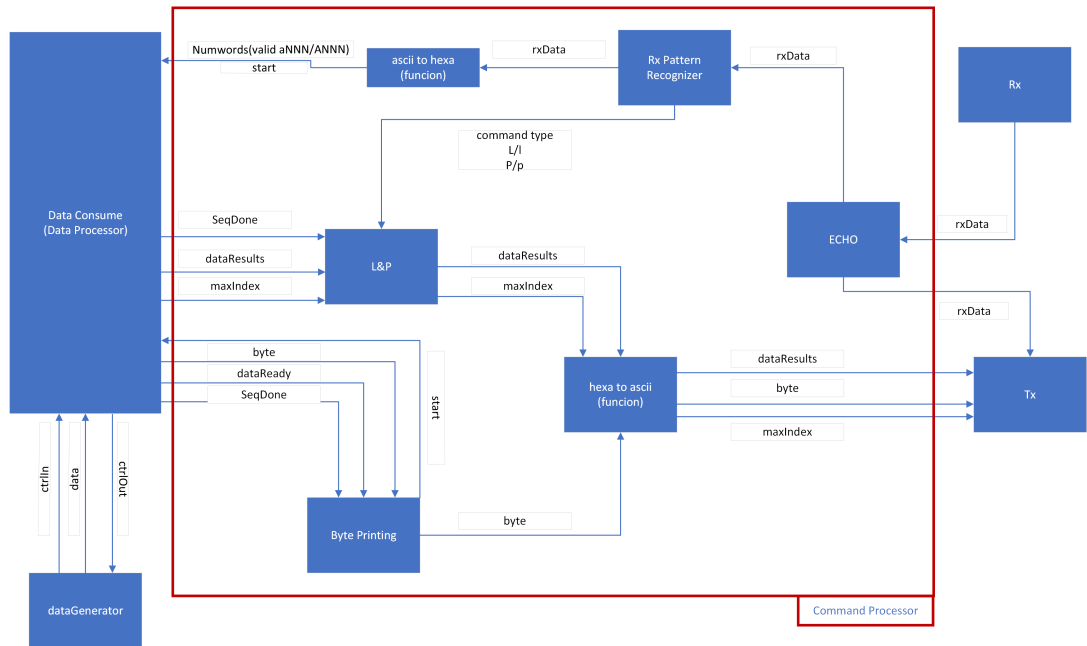 Numwords(valid aNNN/ANNN)
start
ascii to hexa
(funcion)
rxData
Rx Pattern
Recognizer
rxData
Rx
command type
L/l
P/p
Data Consume
(Data Processor)
SeqDone
dataResults
maxIndex
L&P
dataResults
maxIndex
ECHO
rxData
rxData
byte
dataReady
SeqDone
start
hexa to ascii
(funcion)
dataResults
byte
maxIndex
Tx
ctrlIn
data
ctrlOut
Byte Printing
byte
dataGenerator
Command Processor